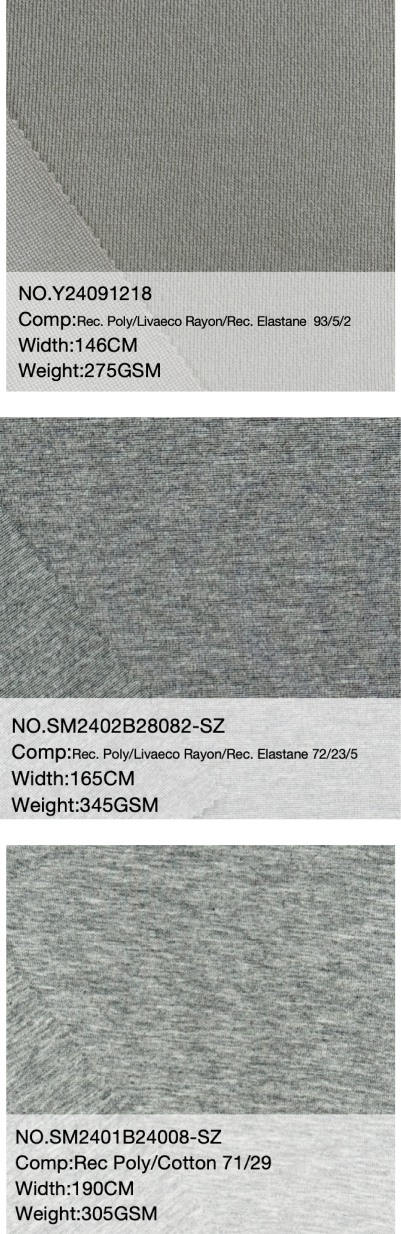 NO.Y24091218
Comp:Rec. Poly/Livaeco Rayon/Rec. Elastane 93/5/2
Width:146CM
Weight:275GSM
NO.SM2402B28082-SZ
Comp:Rec. Poly/Livaeco Rayon/Rec. Elastane 72/23/5
Width:165CM
Weight:345GSM
NO.SM2401B24008-SZ
Comp:Rec Poly/Cotton 71/29
Width:190CM
Weight:305GSM